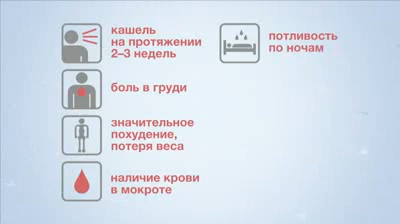 кашель
на протяжении
2–3 недель
боль в груди
значительное
похудение,
потеря веса
наличие крови
в мокроте
потливость
по ночам